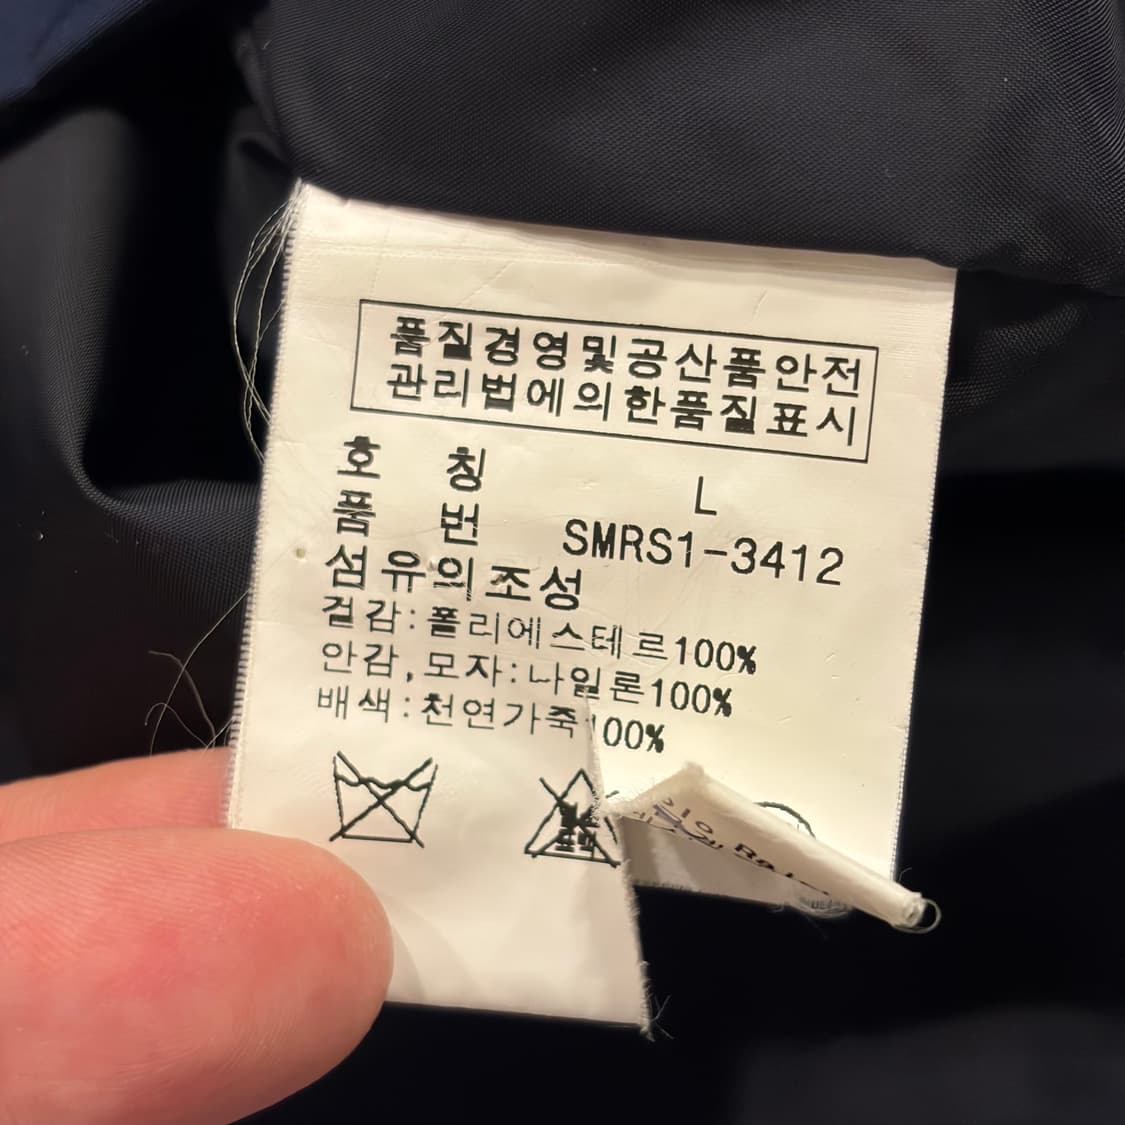 품질경영및공산품안전
관리법에의한품질표시
호 칭 L
품 번 SMRS1-3412
섬유의조성
겉감:폴리에스테르100%
안감,모자:나일론100%
배색:천연가죽100%